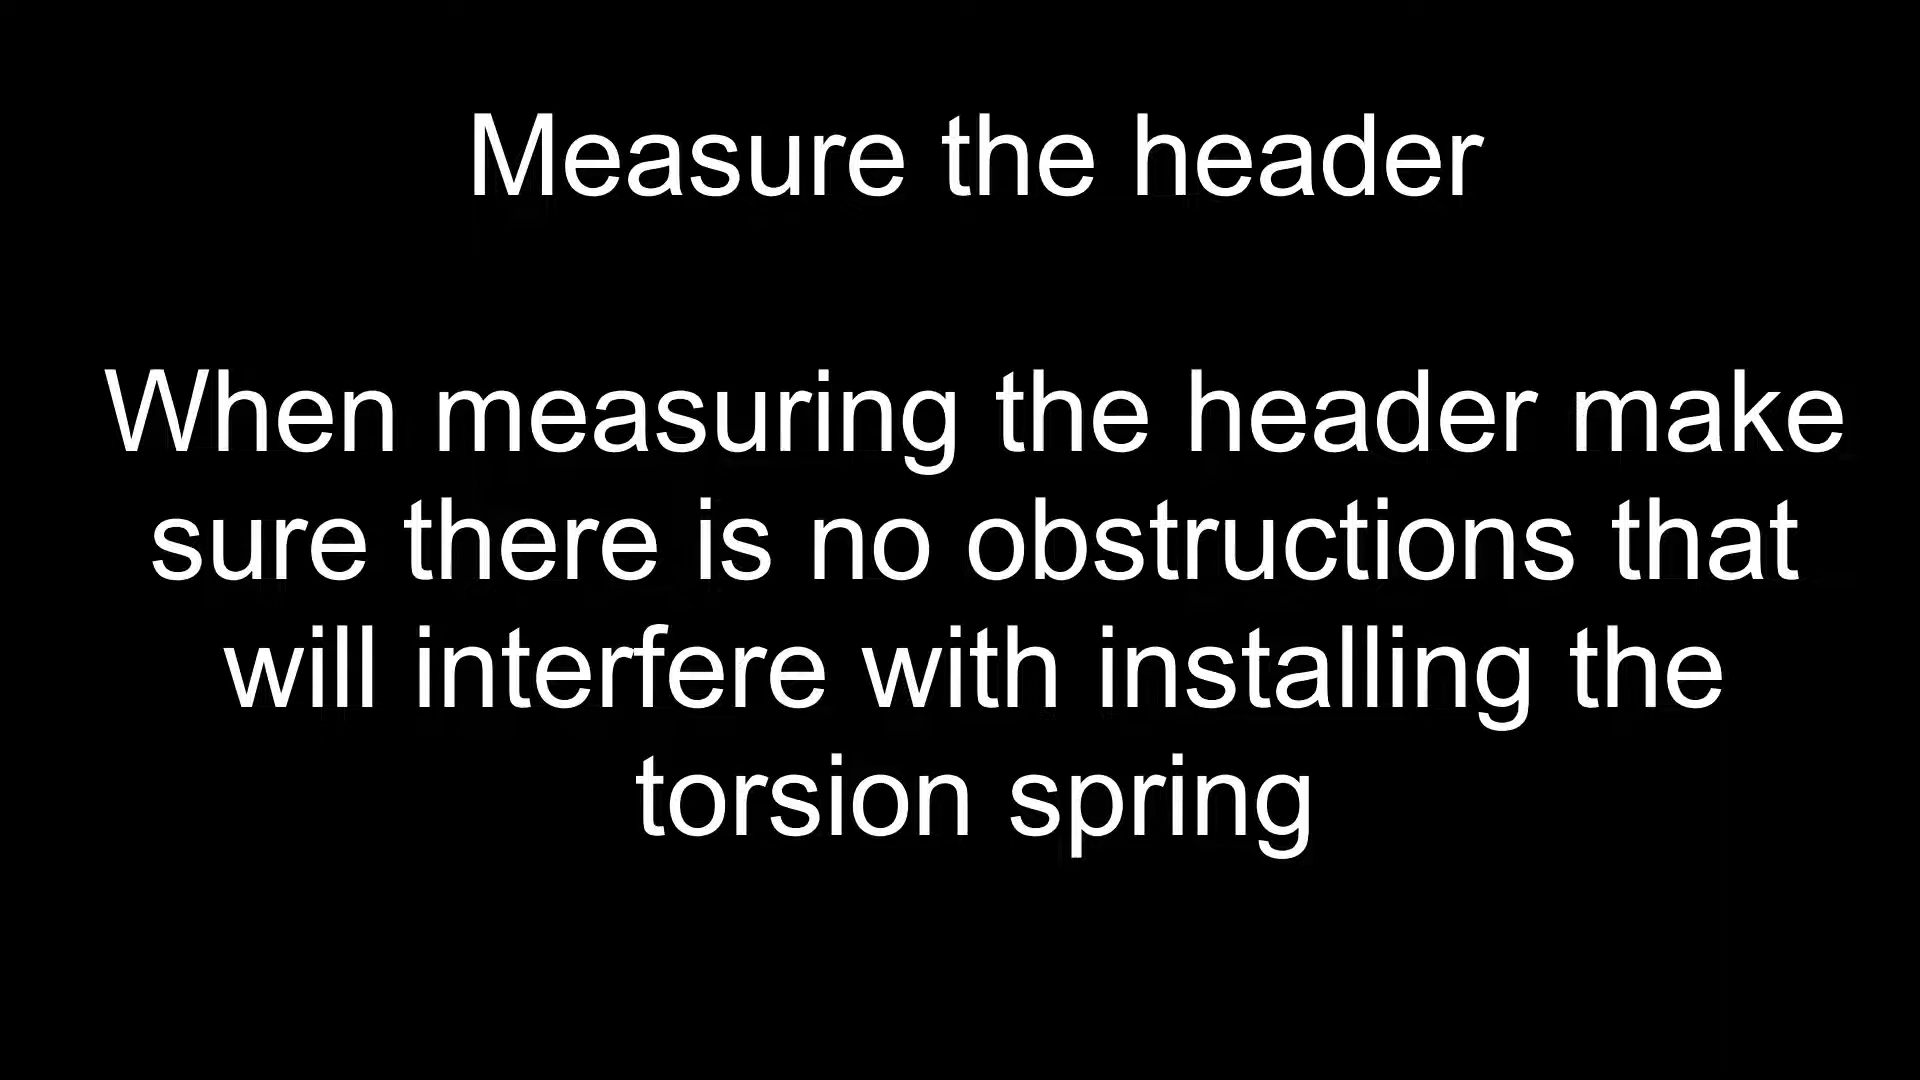 Measure the header
When measuring the header make
sure there is no obstructions that
will interfere with installing the
torsion spring